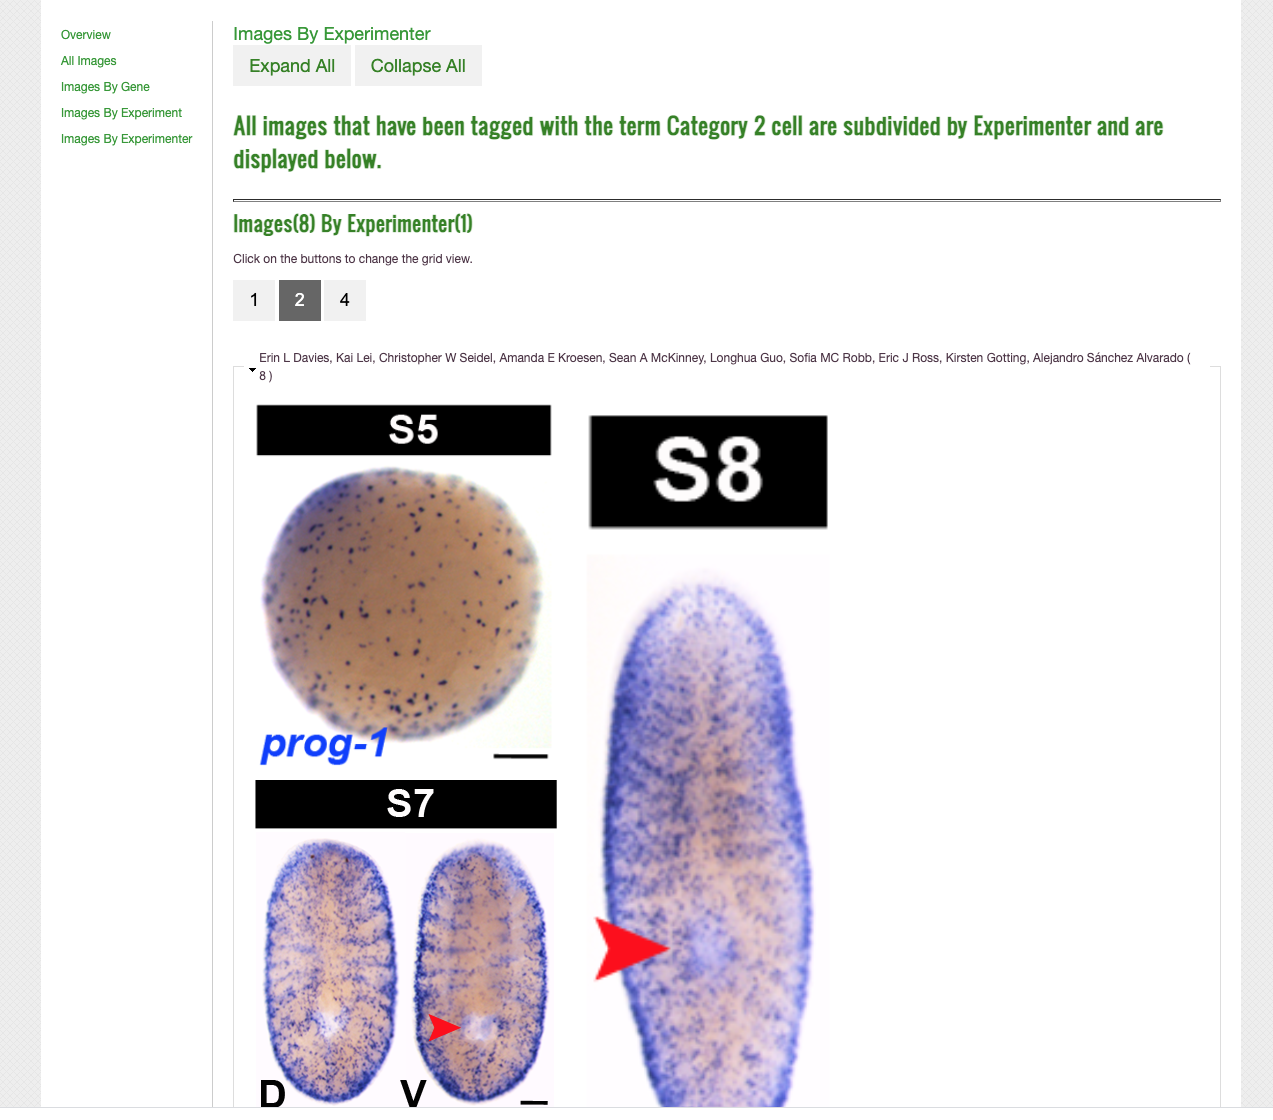 Overview
All Images
Images By Gene
Images By Experiment
Images By Experimenter
Images By Experimenter
Expand All
Collapse All
All images that have been tagged with the term Category 2 cell are subdivided by Experimenter and are
displayed below.
Images(8) By Experimenter(1)
Click on the buttons to change the grid view.
1
2
4
Erin L Davies, Kai Lei, Christopher W Seidel, Amanda E Kroesen, Sean A McKinney, Longhua Guo, Sofia MC Robb, Eric J Ross, Kirsten Gotting, Alejandro Sánchez Alvarado (
8 )
S5
prog-1
S8
S7
D
V